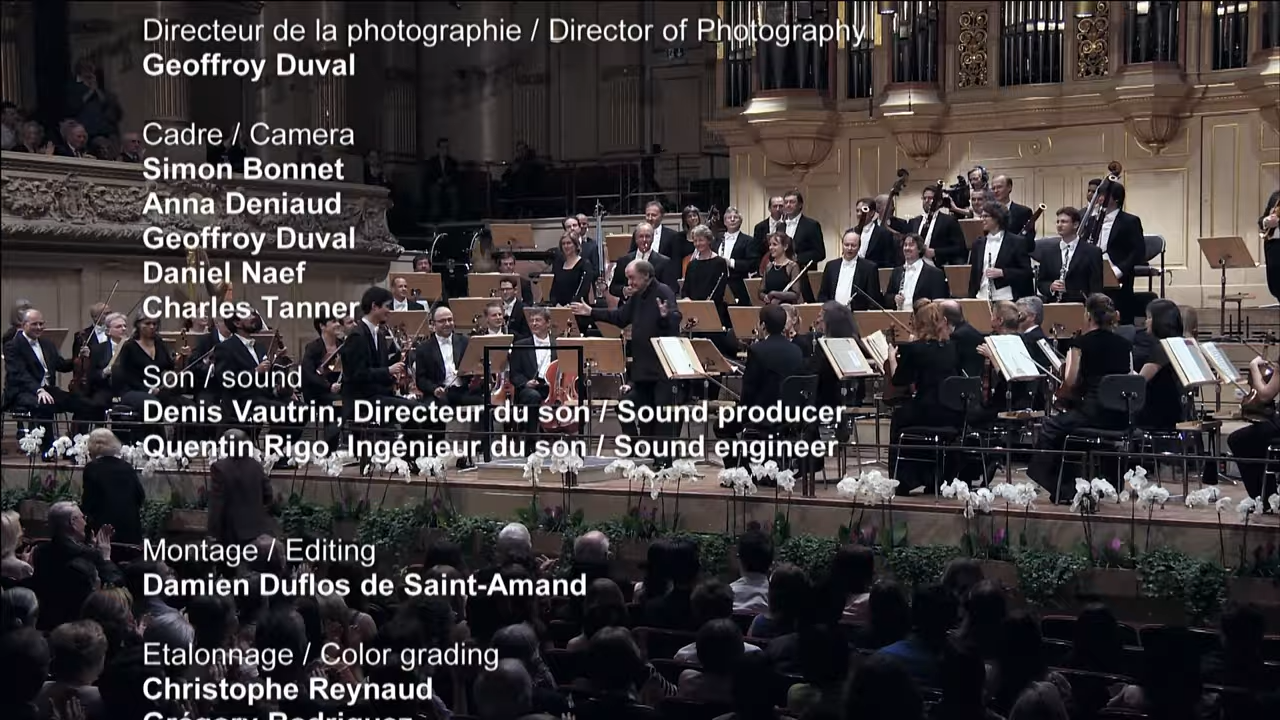 Directeur de la photographie / Director of Photography
Geoffroy Duval
Cadre / Camera
Simon Bonnet
Anna Deniaud
Geoffroy Duval
Daniel Naef
Charles Tanner
Son / sound
Denis Vautrin, Directeur du son / Sound producer
Quentin Rigo, Ingénieur du son / Sound engineer
Montage / Editing
Damien Duflos de Saint-Amand
Etalonnage / Color grading
Christophe Reynaud
Grégory Rodriguez